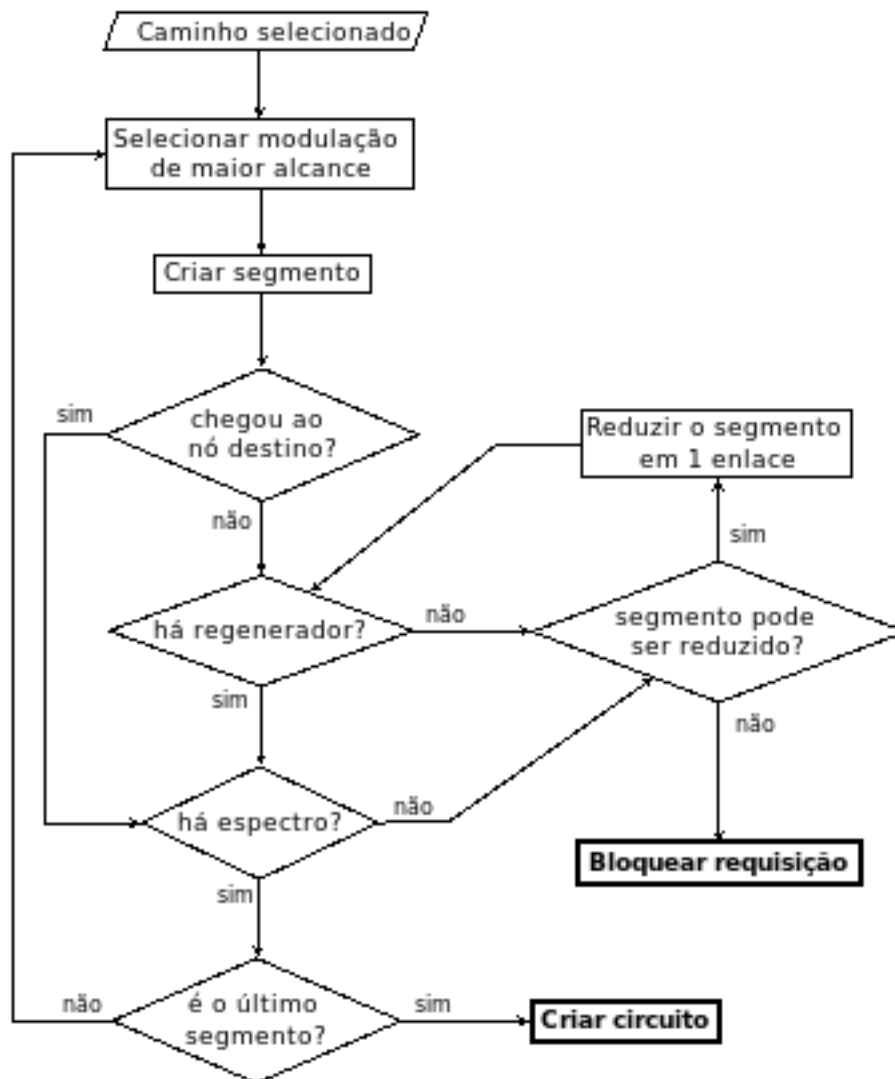 Caminho selecionado
Selecionar modulação
de maior alcance
Criar segmento
chegou ao
nó destino?
sim
não
Reduzir o segmento
em 1 enlace
sim
há regenerador?
não
segmento pode
ser reduzido?
sim
não
há espectro?
não
Bloquear requisição
sim
é o último
segmento?
não
sim
Criar circuito